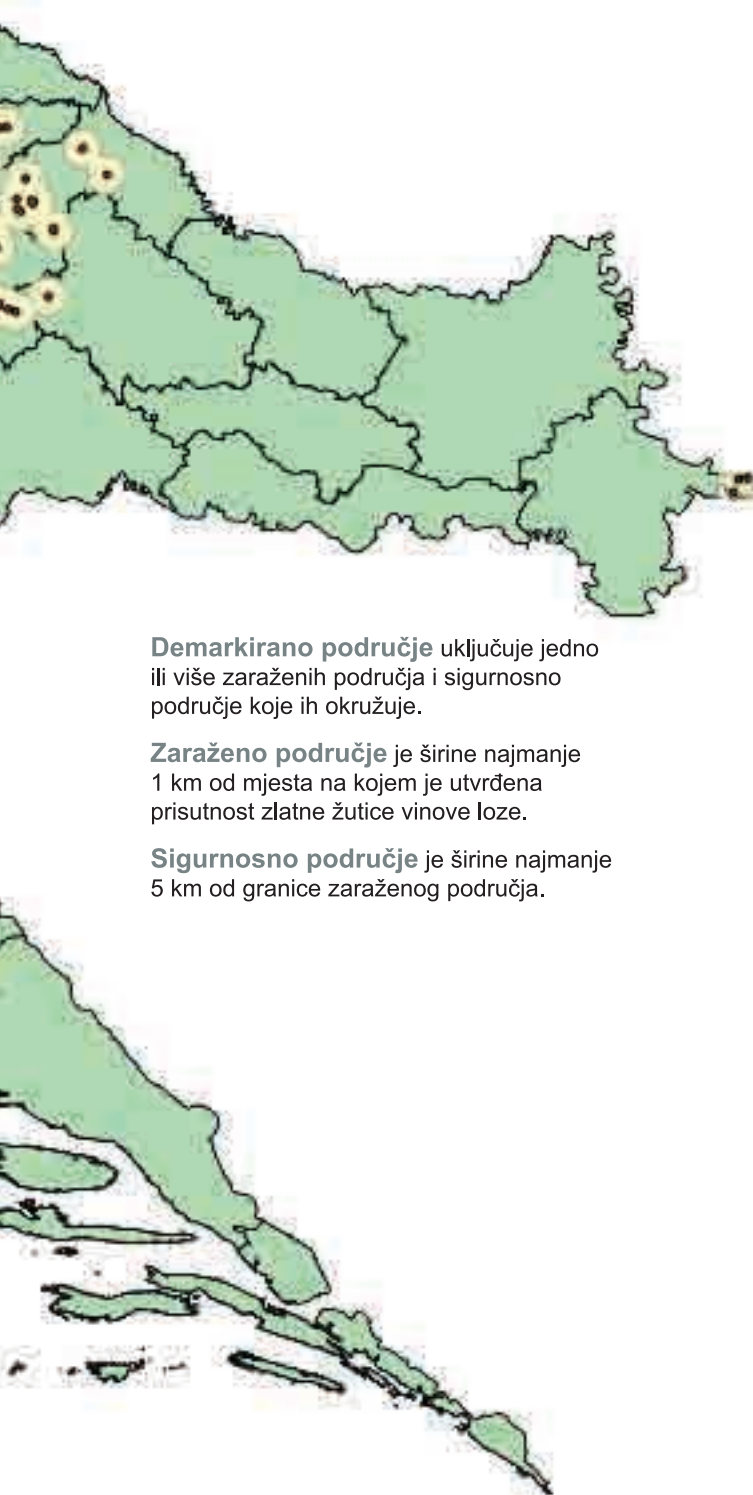 Demarkirano područje uključuje jedno
ili više zaraženih područja i sigurnosno
područje koje ih okružuje.
Zaraženo područje je širine najmanje
1 km od mjesta na kojem je utvrđena
prisutnost zlatne žutice vinove loze.
Sigurnosno područje je širine najmanje
5 km od granice zaraženog područja.